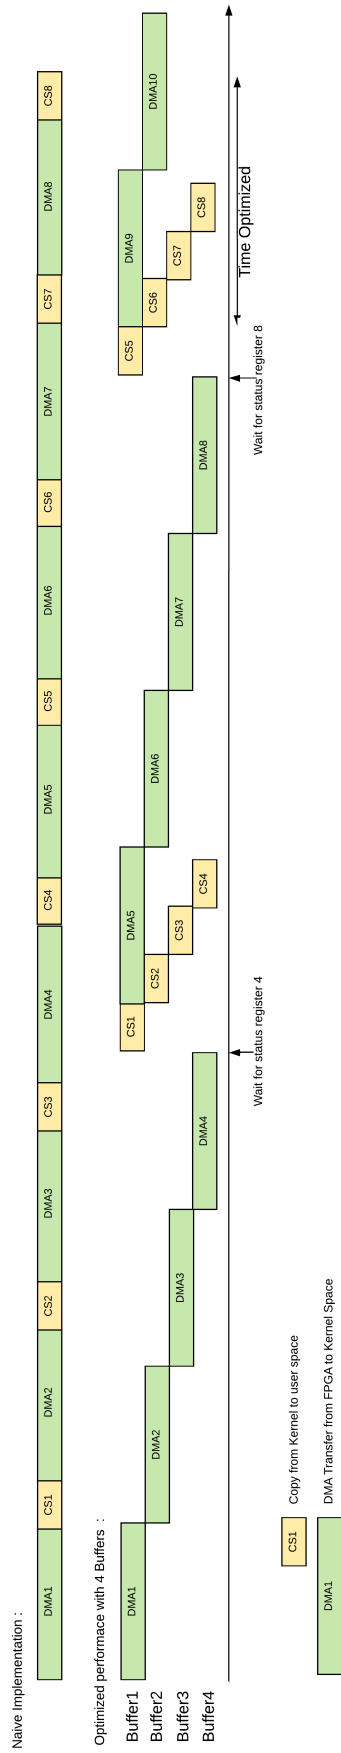 Naive Implementation :
DMA1
CS1
DMA2
CS2
DMA3
CS3
DMA4
CS4
DMA5
CS5
DMA6
CS6
DMA7
CS7
DMA8
CS8
Optimized performace with 4 Buffers :
Buffer1
DMA1
CS1
DMA5
CS5
DMA9
Buffer2
DMA2
CS2
DMA6
CS6
DMA10
Buffer3
DMA3
CS3
DMA7
CS7
Buffer4
DMA4
CS4
DMA8
CS8
Time Optimized
Wait for status register 4
Wait for status register 8
CS1
Copy from Kernel to user space
DMA1
DMA Transfer from FPGA to Kernel Space